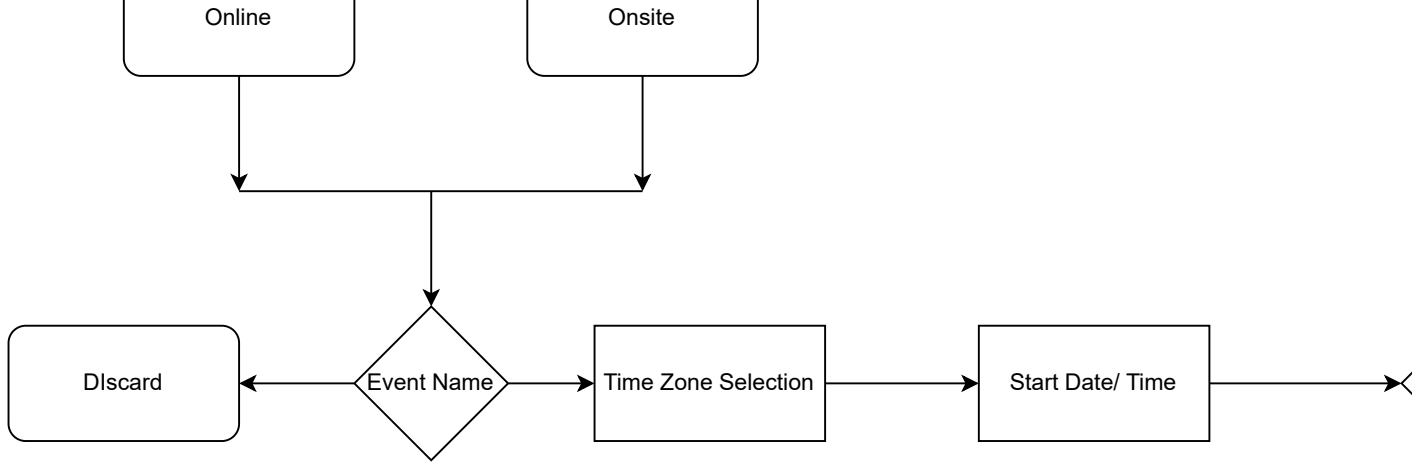 Online
Onsite
DIscard
Event Name
Time Zone Selection
Start Date/ Time